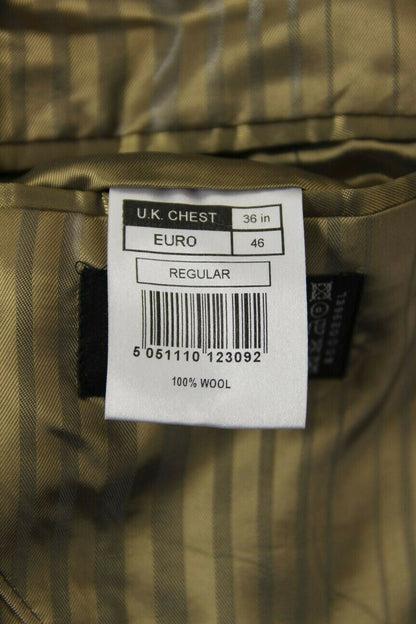 U.K. CHEST 36 in
EURO 46
REGULAR
5 051110 123092
100% WOOL